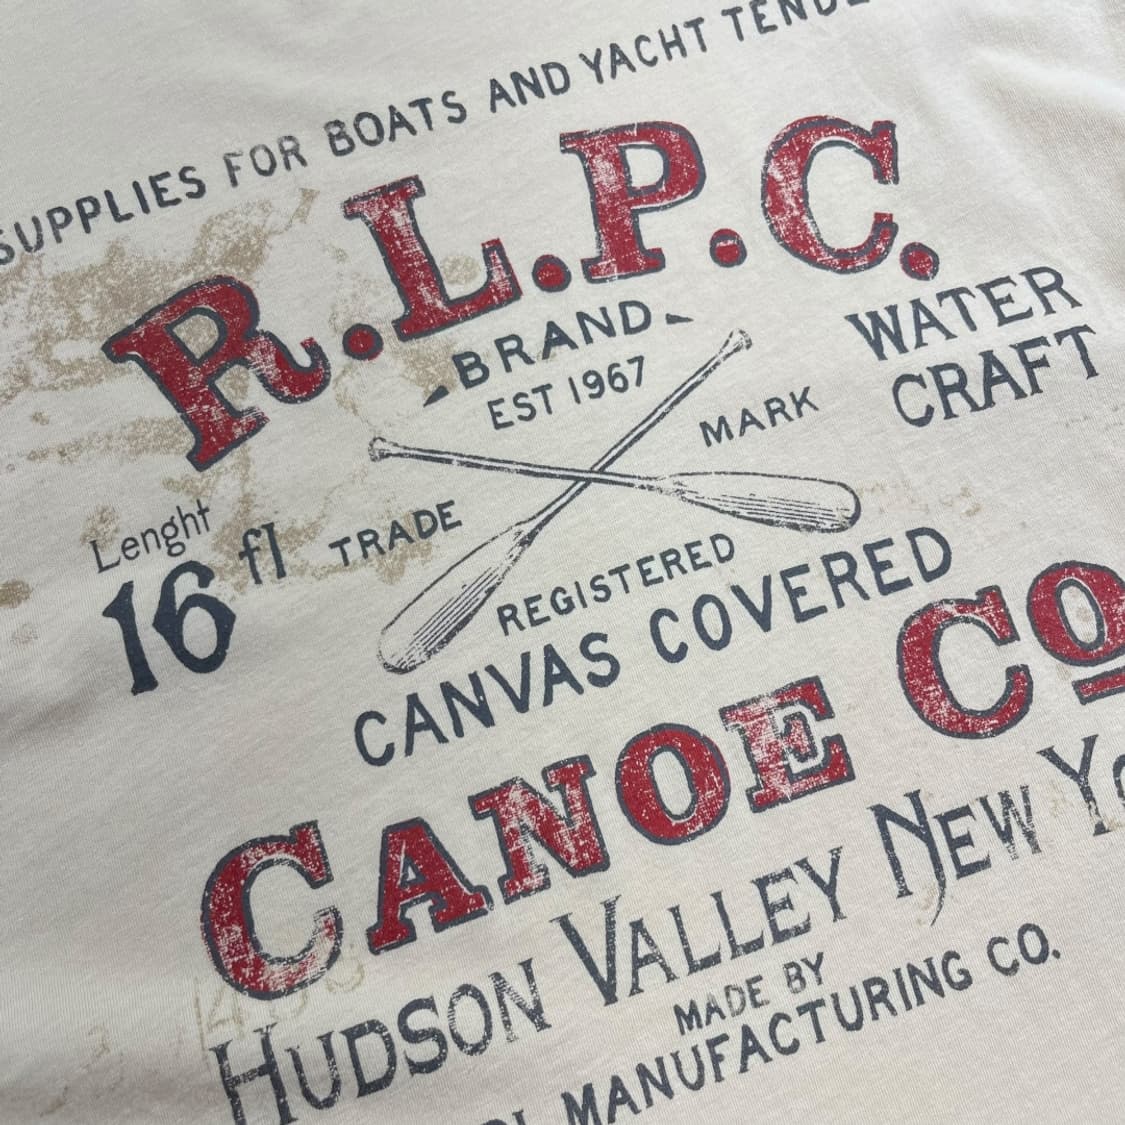 SUPPLIES FOR BOATS AND YACHT
R.L.P.C.
BRAND
EST 1967
WATER
CRAFT
TRADE MARK
Lenght
16 fl
REGISTERED
CANVAS COVERED
CANOE CO
HUDSON VALLEY NEW
MADE BY
MANUFACTURING CO.